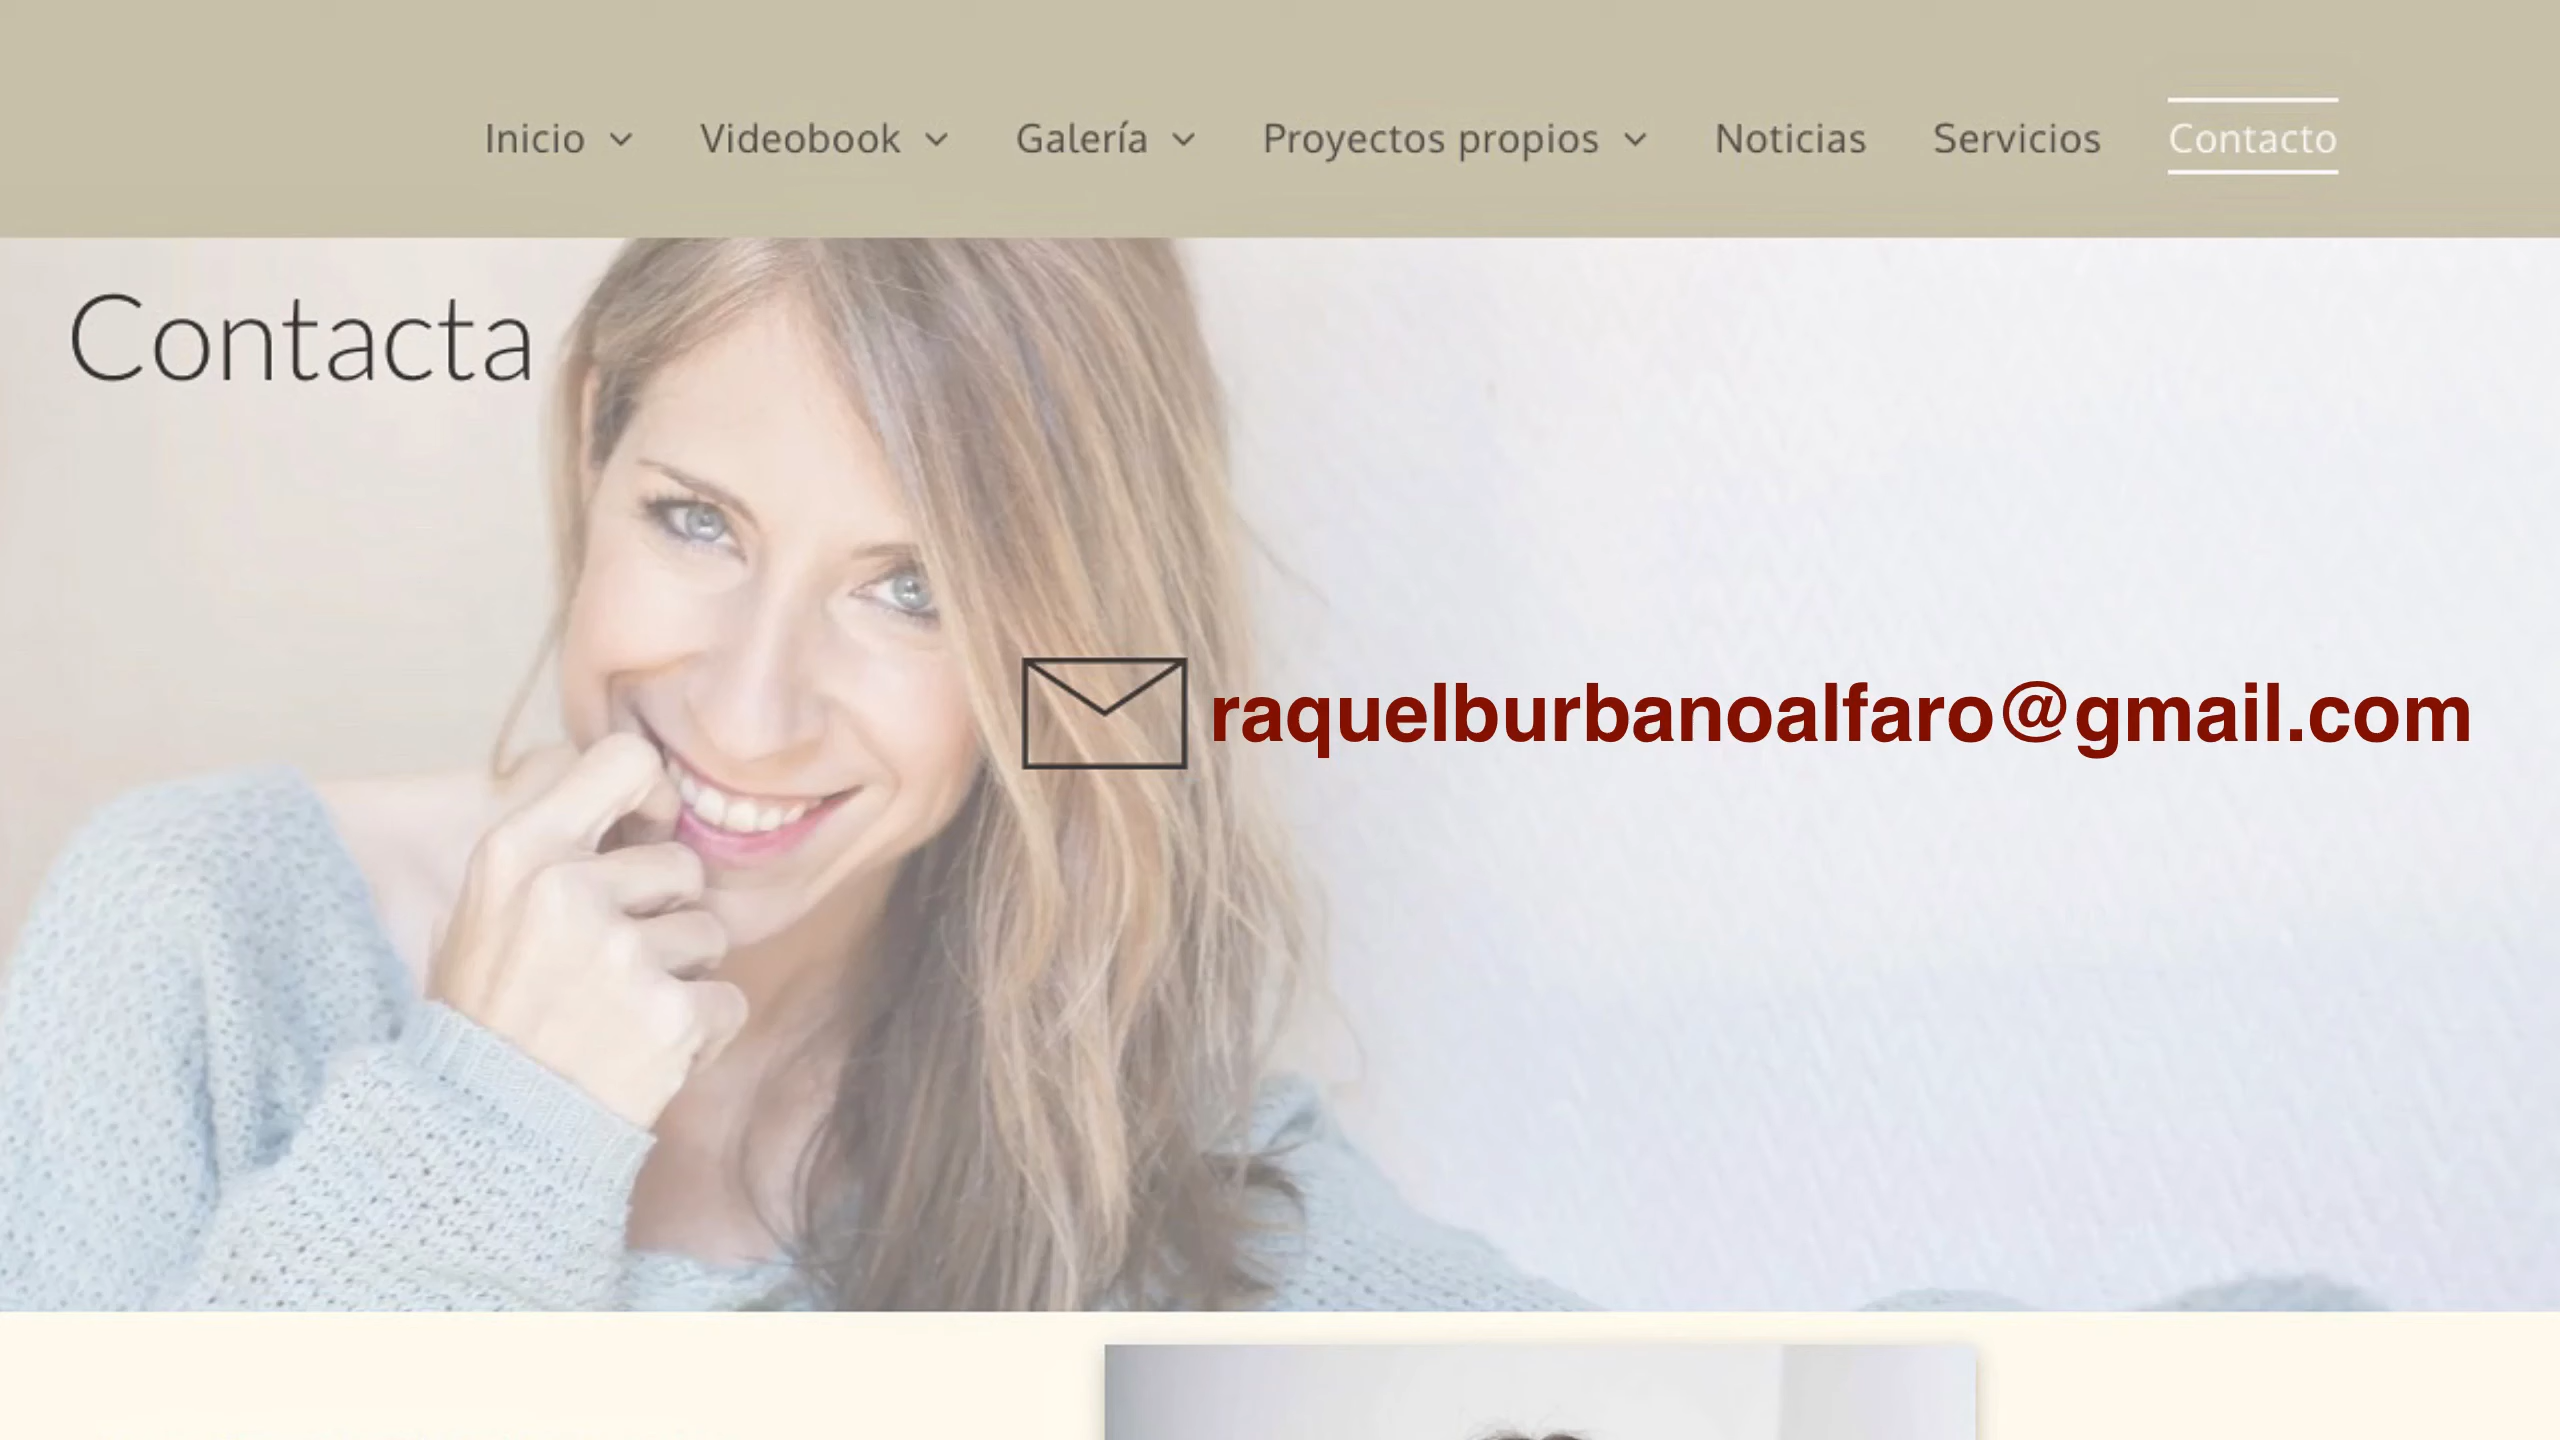 Inicio Videobook Galería Proyectos propios Noticias Servicios Contacto
Contacta
raquelburbanoalfaro@gmail.com